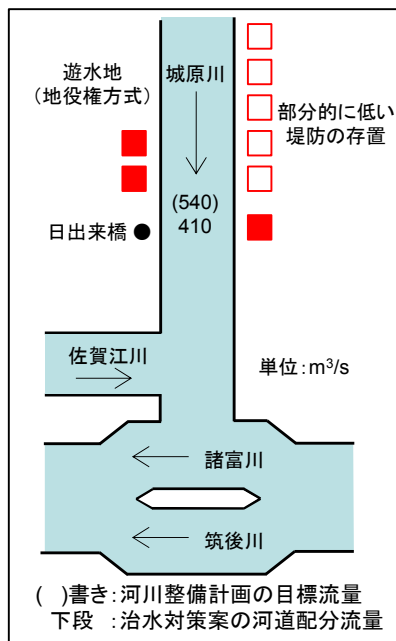 遊水地
(地役権方式)
城原川
部分的に低い
堤防の存置
(540)
410
日出来橋
佐賀江川
単位:m³/s
諸富川
筑後川
( )書き:河川整備計画の目標流量
下段 :治水対策案の河道配分流量